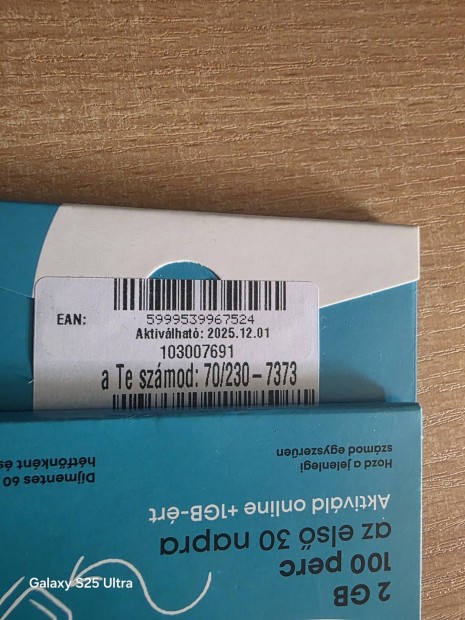 EAN:
5999539967524
Aktiválható: 2025.12.01
103007691
a Te számod: 70/230-7373
2 GB
100 perc
az első 30 napra
Aktiváld online +1GB-ért
Hozd a jelenlegi
számod egyszerűen
Díjmentes 60
hétfőnként és
Galaxy S25 Ultra